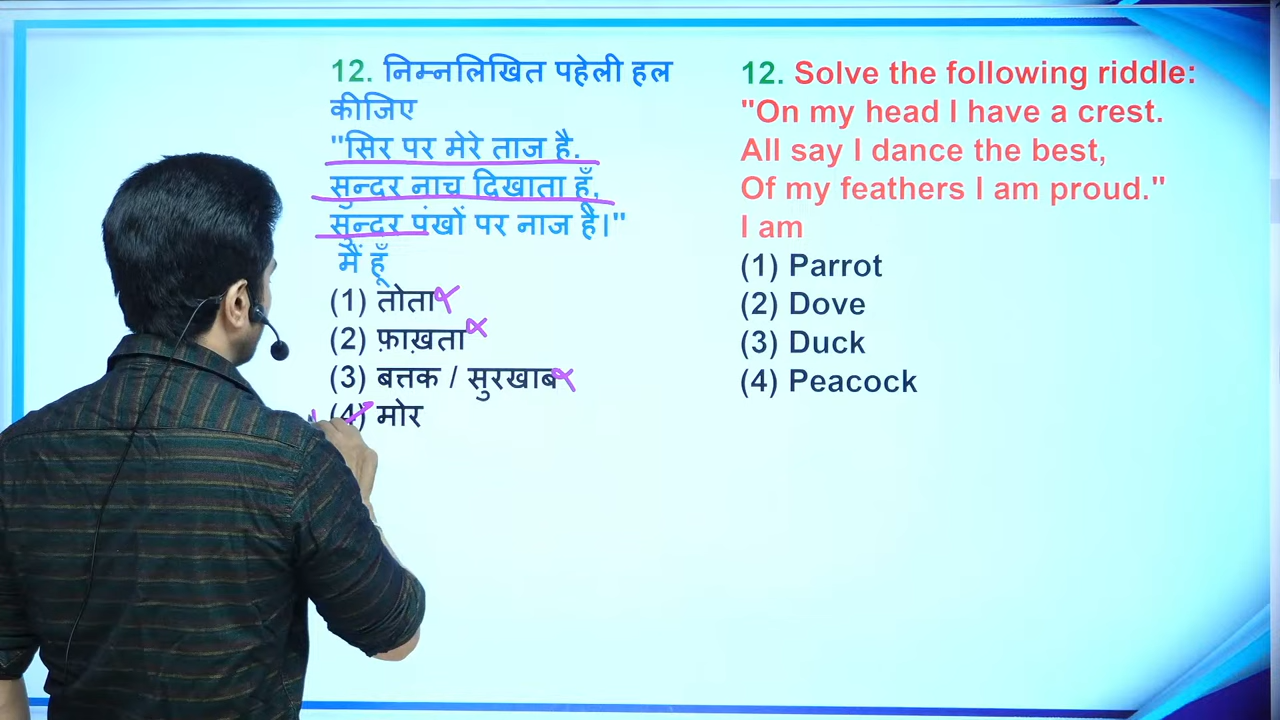 12. निम्नलिखित पहेली हल
कीजिए
"सिर पर मेरे ताज है.
सुन्दर नाच दिखाता हूँ,
सुन्दर पंखों पर नाज है।"
मैं हूँ
(1) तोता
(2) फ़ाख़ता
(3) बत्तक / सुरखाब
(4) मोर
12. Solve the following riddle:
"On my head I have a crest.
All say I dance the best,
Of my feathers I am proud."
I am
(1) Parrot
(2) Dove
(3) Duck
(4) Peacock